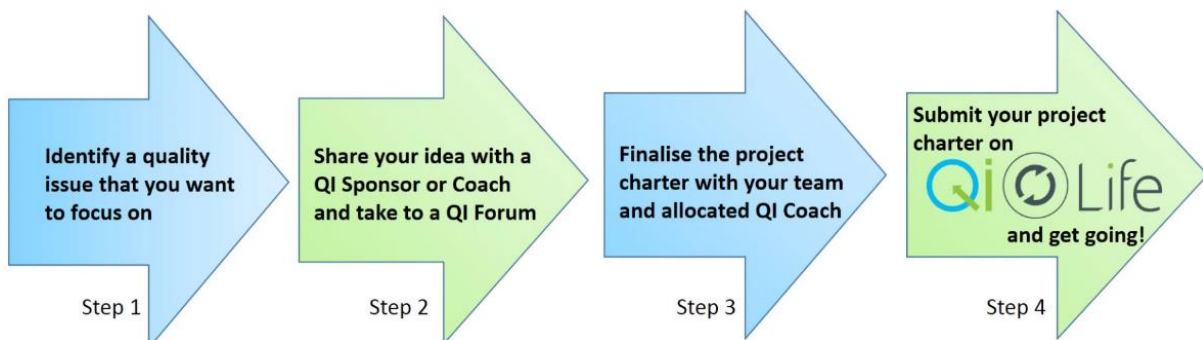 Identify a quality
issue that you want
to focus on
Step 1
Share your idea with a
QI Sponsor or Coach
and take to a QI Forum
Step 2
Finalise the project
charter with your team
and allocated QI Coach
Step 3
Submit your project
charter on
Qi Life
and get going!
Step 4